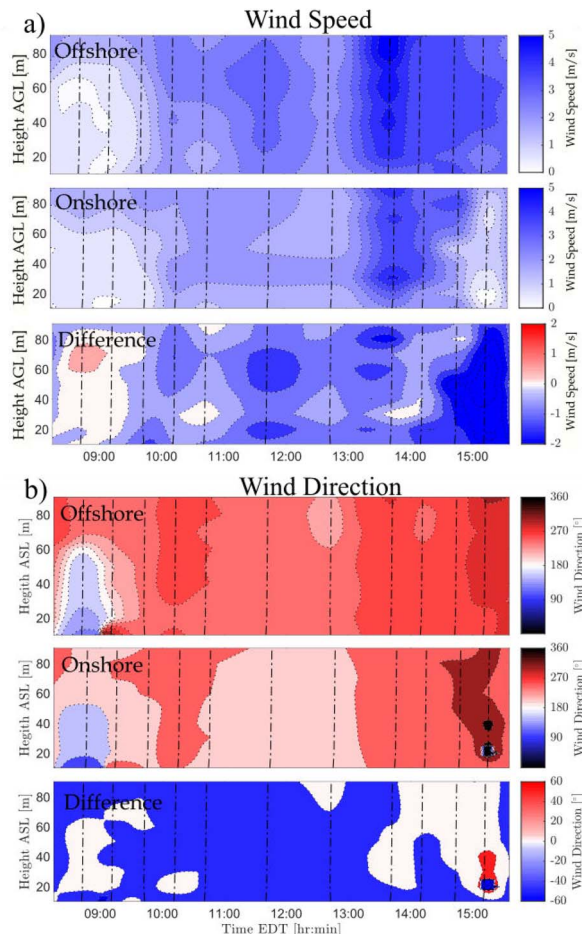 a) Wind Speed
Offshore
Height AGL [m]
80
60
40
20
5
4
3
2
1
0
Wind Speed [m/s]
Onshore
Height AGL [m]
80
60
40
20
5
4
3
2
1
0
Wind Speed [m/s]
Difference
Height AGL [m]
80
60
40
20
2
1
0
-1
-2
Wind Speed [m/s]
09:00 10:00 11:00 12:00 13:00 14:00 15:00
b) Wind Direction
Offshore
Hegith ASL [m]
80
60
40
20
360
270
180
90
Wind Direction [°]
Onshore
Hegith ASL [m]
80
60
40
20
360
270
180
90
Wind Direction [°]
Difference
Height ASL [m]
80
60
40
20
60
40
20
0
-20
-40
-60
Wind Direction [°]
09:00 10:00 11:00 12:00 13:00 14:00 15:00
Time EDT [hr:min]